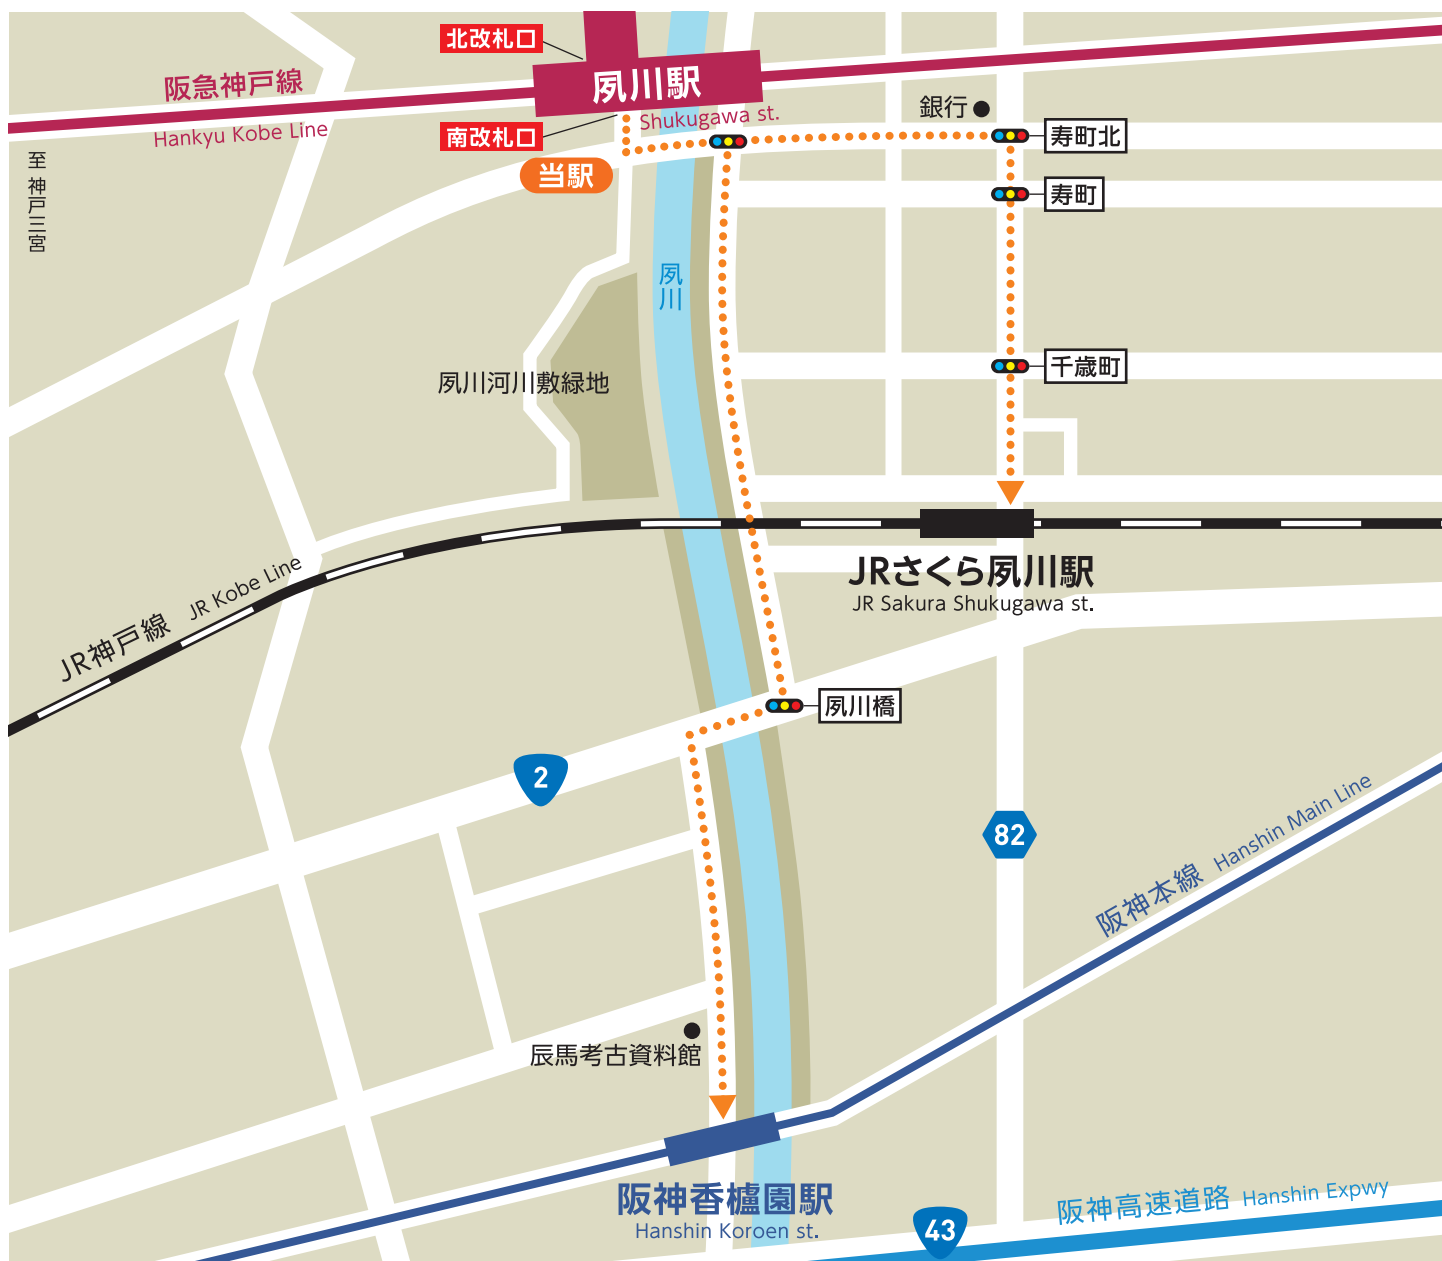 北改札口
阪急神戸線
Hankyu Kobe Line
夙川駅
Shukugawa st.
南改札口
当駅
銀行
寿町北
寿町
至 神戸三宮
夙川
千歳町
夙川河川敷緑地
JRさくら夙川駅
JR Sakura Shukugawa st.
JR神戸線 JR Kobe Line
夙川橋
2
82
阪神本線 Hanshin Main Line
辰馬考古資料館
阪神香櫨園駅
Hanshin Koroen st.
阪神高速道路 Hanshin Expwy
43